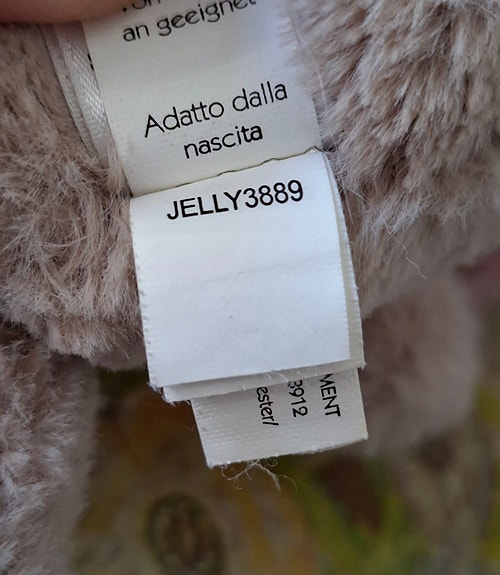 an geeignet
Adatto dalla
nascita
JELLY3889
MENT
3912
ester/